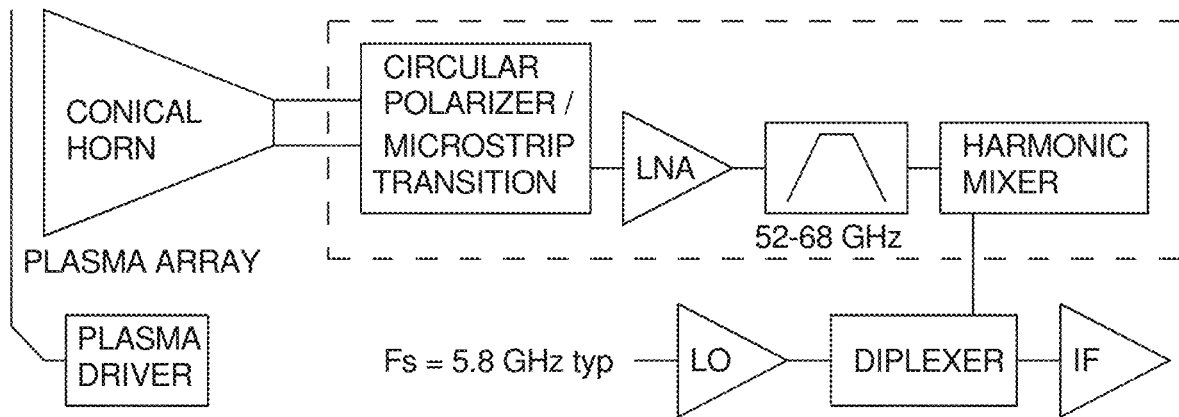 CONICAL
HORN
CIRCULAR
POLARIZER /
MICROSTRIP
TRANSITION
LNA
52-68 GHz
HARMONIC
MIXER
PLASMA ARRAY
PLASMA
DRIVER
Fs = 5.8 GHz typ
LO
DIPLEXER
IF